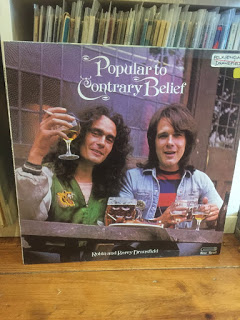 Popular to
Contrary Belief
Robin and Barry Dransfield